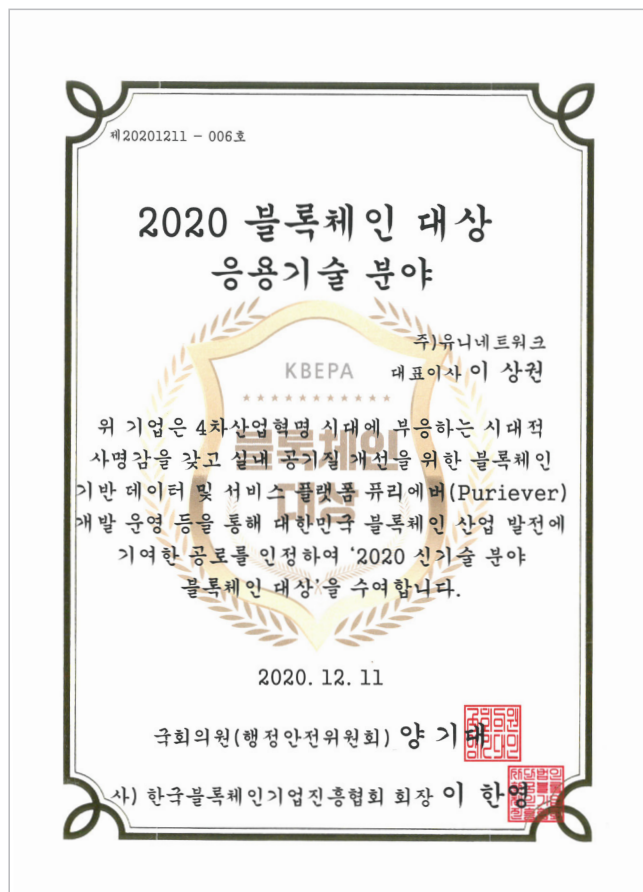 제20201211 - 006호
2020 블록체인 대상
응용기술 분야
주)유니네트워크
대표이사 이 상권
KBEPA
블록체인
대상
위 기업은 4차산업혁명 시대에 부응하는 시대적
사명감을 갖고 실내 공기질 개선을 위한 블록체인
기반 데이터 및 서비스 플랫폼 퓨리에버(Puriever)
개발 운영 등을 통해 대한민국 블록체인 산업 발전에
기여한 공로를 인정하여 '2020 신기술 분야
블록체인 대상'을 수여합니다.
2020. 12. 11
국회의원(행정안전위원회) 양 기대
사) 한국블록체인기업진흥협회 회장 이 한영